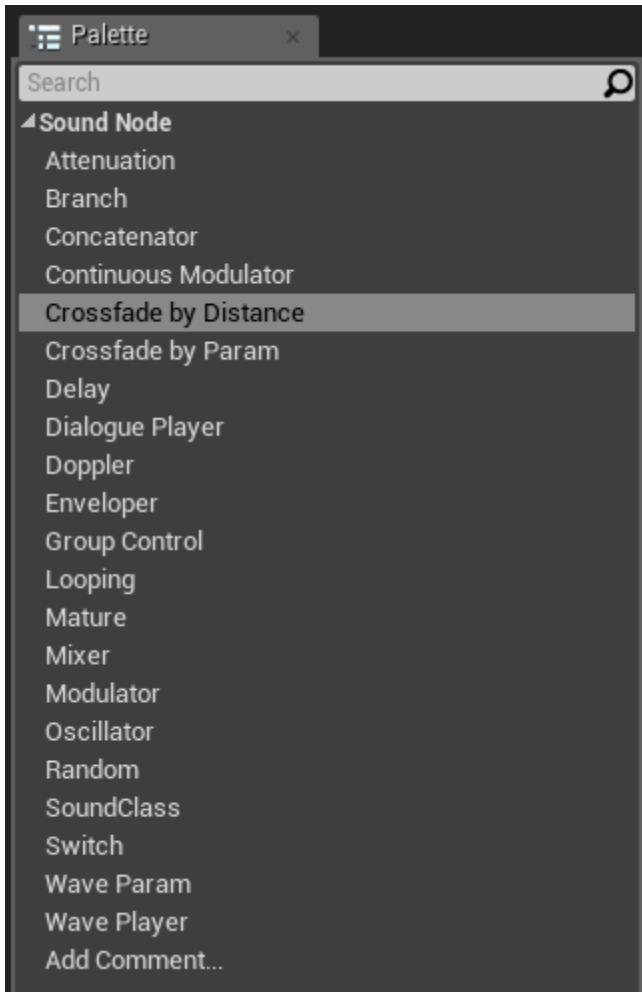 Palette
Search
Sound Node
Attenuation
Branch
Concatenator
Continuous Modulator
Crossfade by Distance
Crossfade by Param
Delay
Dialogue Player
Doppler
Enveloper
Group Control
Looping
Mature
Mixer
Modulator
Oscillator
Random
SoundClass
Switch
Wave Param
Wave Player
Add Comment...